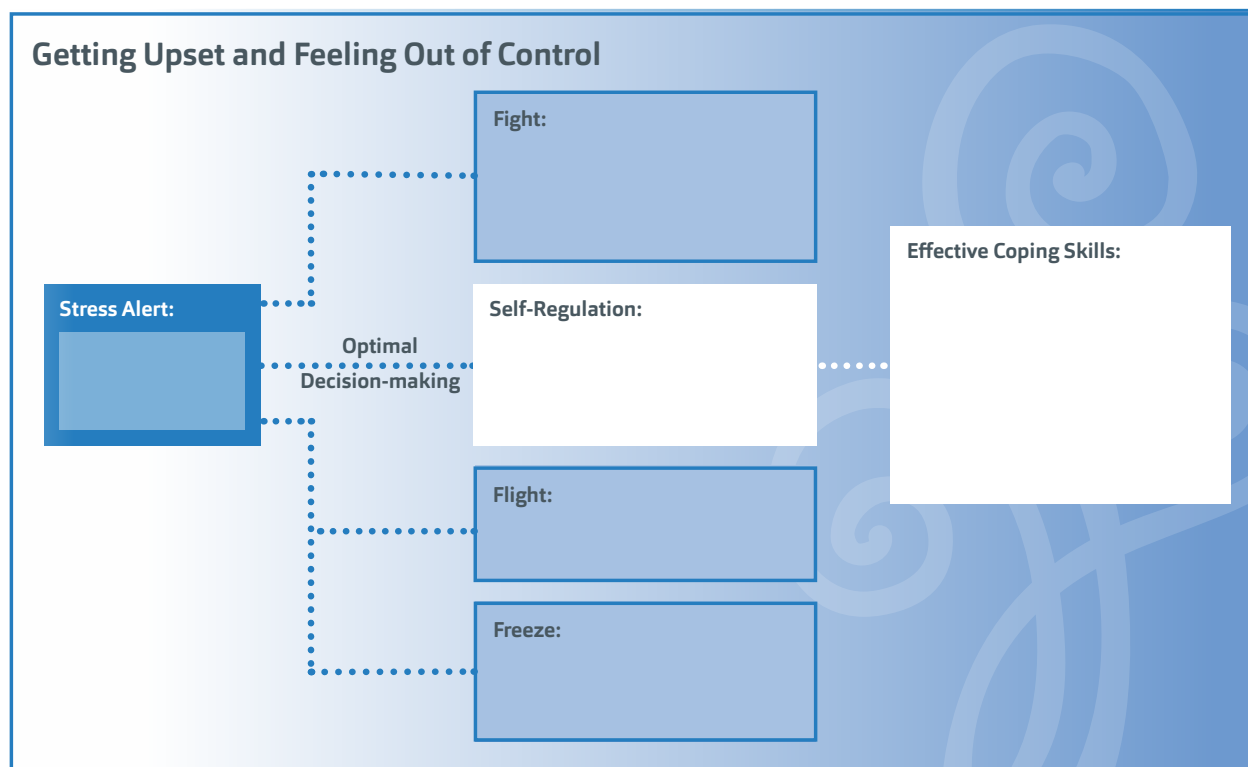 Getting Upset and Feeling Out of Control
Fight:
Stress Alert:
Optimal
Decision-making
Self-Regulation:
Effective Coping Skills:
Flight:
Freeze: